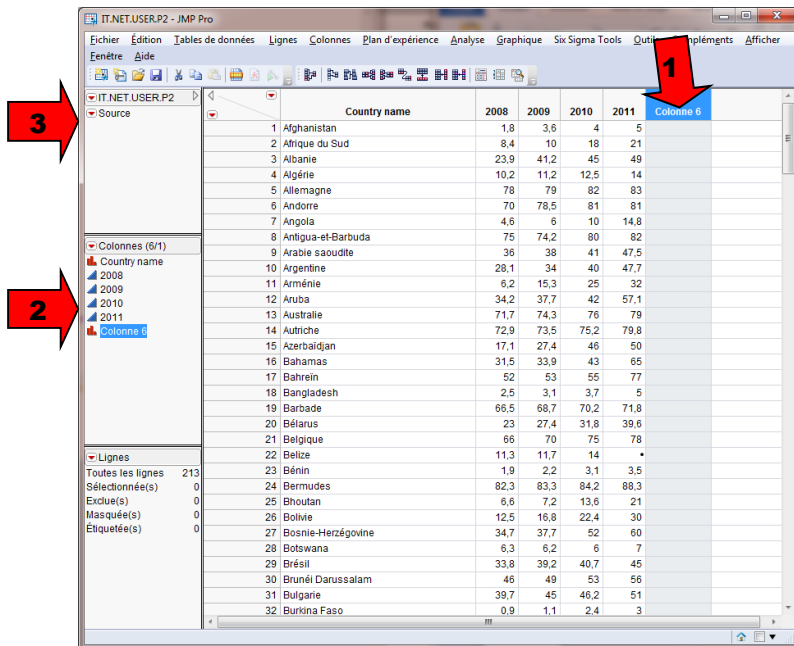 IT.NET.USER.P2 - JMP Pro
Fichier Édition Tables de données Lignes Colonnes Plan d'expérience Analyse Graphique Six Sigma Tools Afficher
Fenêtre Aide
1
3
2
IT.NET.USER.P2
Source
Colonnes (6/1)
Country name
2008
2009
2010
2011
Colonne 6
Lignes
Toutes les lignes 213
Sélectionnée(s) 0
Exclue(s) 0
Masquée(s) 0
Étiquetée(s) 0
Country name 2008 2009 2010 2011 Colonne 6
1 Afghanistan 1,8 3,6 4 5
2 Afrique du Sud 8,4 10 18 21
3 Albanie 23,9 41,2 45 49
4 Algérie 10,2 11,2 12,5 14
5 Allemagne 78 79 82 83
6 Andorre 70 78,5 81 81
7 Angola 4,6 6 10 14,8
8 Antigua-et-Barbuda 75 74,2 80 82
9 Arabie saoudite 36 38 41 47,5
10 Argentine 28,1 34 40 47,7
11 Arménie 6,2 15,3 25 32
12 Aruba 34,2 37,7 42 57,1
13 Australie 71,7 74,3 76 79
14 Autriche 72,9 73,5 75,2 79,8
15 Azerbaïdjan 17,1 27,4 46 50
16 Bahamas 31,5 33,9 43 65
17 Bahreïn 52 53 55 77
18 Bangladesh 2,5 3,1 3,7 5
19 Barbade 66,5 68,7 70,2 71,8
20 Bélarus 23 27,4 31,8 39,6
21 Belgique 66 70 75 78
22 Belize 11,3 11,7 14 •
23 Bénin 1,9 2,2 3,1 3,5
24 Bermudes 82,3 83,3 84,2 88,3
25 Bhoutan 6,6 7,2 13,6 21
26 Bolivie 12,5 16,8 22,4 30
27 Bosnie-Herzégovine 34,7 37,7 52 60
28 Botswana 6,3 6,2 6 7
29 Brésil 33,8 39,2 40,7 45
30 Brunéi Darussalam 46 49 53 56
31 Bulgarie 39,7 45 46,2 51
32 Burkina Faso 0,9 1,1 2,4 3